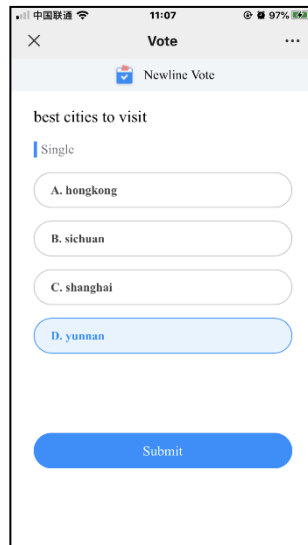 中国联通 11:07 97%
Vote
Newline Vote
best cities to visit
Single
A. hongkong
B. sichuan
C. shanghai
D. yunnan
Submit